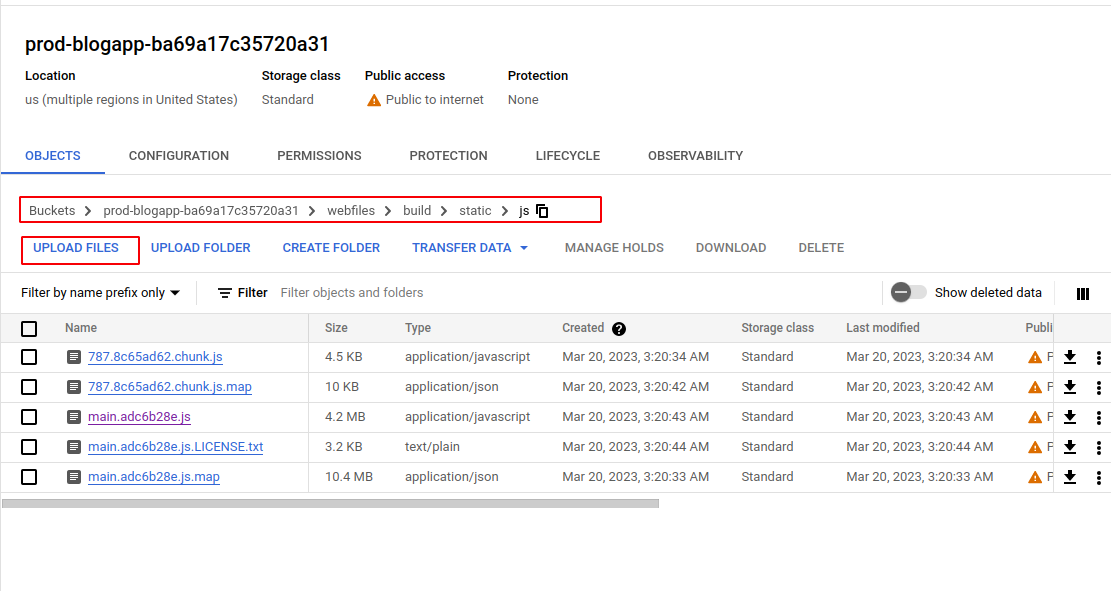 prod-blogapp-ba69a17c35720a31
Location Storage class Public access Protection
us (multiple regions in United States) Standard Public to internet None
OBJECTS CONFIGURATION PERMISSIONS PROTECTION LIFECYCLE OBSERVABILITY
Buckets > prod-blogapp-ba69a17c35720a31 > webfiles > build > static > js
UPLOAD FILES UPLOAD FOLDER CREATE FOLDER TRANSFER DATA MANAGE HOLDS DOWNLOAD DELETE
Filter by name prefix only Filter Filter objects and folders Show deleted data
Name Size Type Created ? Storage class Last modified Publi
787.8c65ad62.chunk.js 4.5 KB application/javascript Mar 20, 2023, 3:20:34 AM Standard Mar 20, 2023, 3:20:34 AM
787.8c65ad62.chunk.js.map 10 KB application/json Mar 20, 2023, 3:20:42 AM Standard Mar 20, 2023, 3:20:42 AM
main.adc6b28e.js 4.2 MB application/javascript Mar 20, 2023, 3:20:43 AM Standard Mar 20, 2023, 3:20:43 AM
main.adc6b28e.js.LICENSE.txt 3.2 KB text/plain Mar 20, 2023, 3:20:44 AM Standard Mar 20, 2023, 3:20:44 AM
main.adc6b28e.js.map 10.4 MB application/json Mar 20, 2023, 3:20:33 AM Standard Mar 20, 2023, 3:20:33 AM